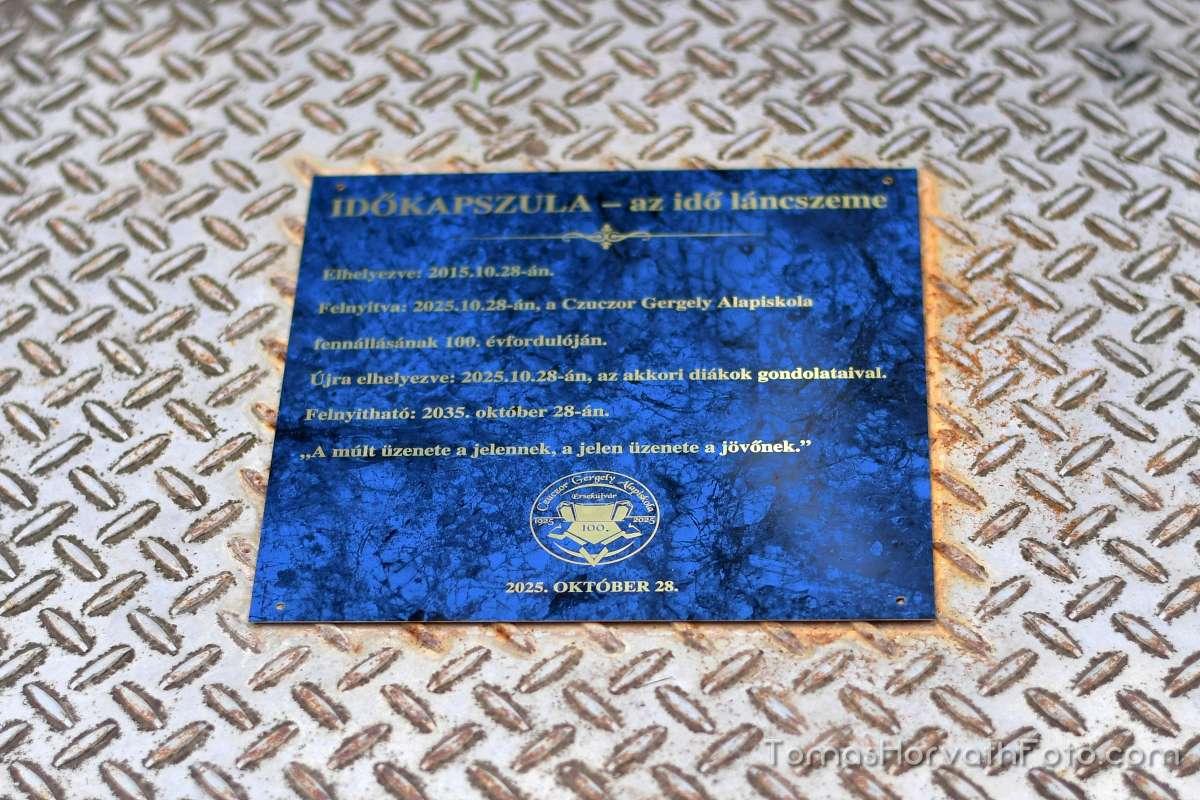 IDŐKAPSZULA – az idő láncszeme
Elhelyezve: 2015.10.28-án.
Felnyitva: 2025.10.28-án, a Czuczor Gergely Alapiskola
fennállásának 100. évfordulóján.
Újra elhelyezve: 2025.10.28-án, az akkori diákok gondolataival.
Felnyitható: 2035. október 28-án.
„A múlt üzenete a jelennek, a jelen üzenete a jövőnek.”
Czuczor Gergely Alapiskola
Érsekújvár
1925 2025
100.
2025. OKTÓBER 28.
TomasHorvathFoto.com